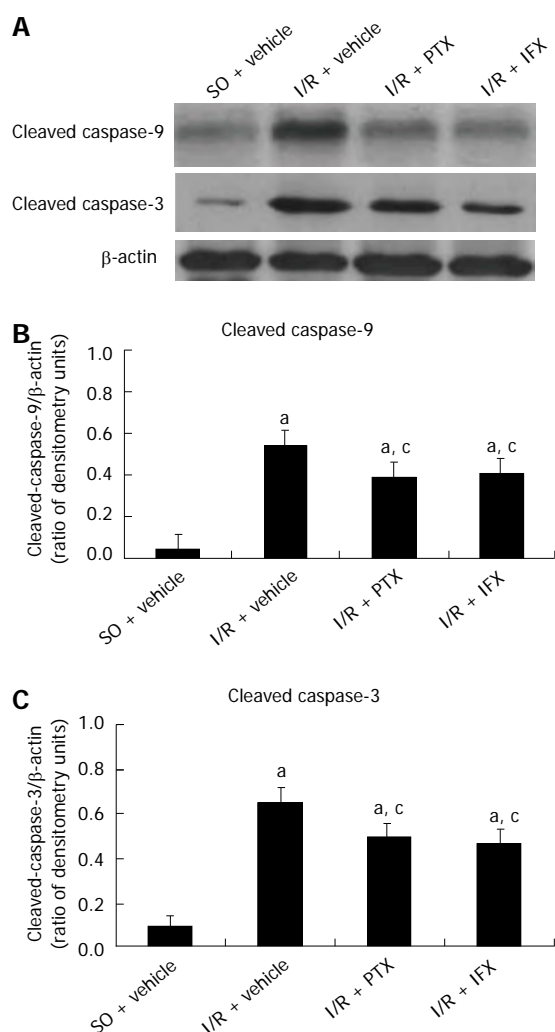 A
SO + vehicle
I/R + vehicle
I/R + PTX
I/R + IFX
Cleaved caspase-9
Cleaved caspase-3
β-actin
B
Cleaved caspase-9
Cleaved-caspase-9/β-actin
(ratio of densitometry units)
1.0
0.8
0.6
0.4
0.2
0.0
a
a, c
a, c
SO + vehicle
I/R + vehicle
I/R + PTX
I/R + IFX
C
Cleaved caspase-3
Cleaved-caspase-3/β-actin
(ratio of densitometry units)
1.0
0.8
0.6
0.4
0.2
0.0
a
a, c
a, c
SO + vehicle
I/R + vehicle
I/R + PTX
I/R + IFX